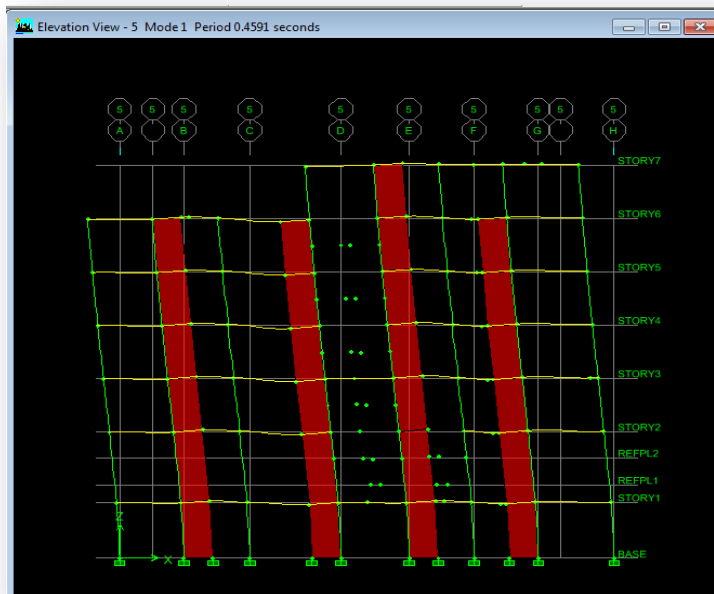 Elevation View - 5 Mode 1 Period 0.4591 seconds
5 5 5 5 5 5 5 5 5 5
A B C D E F G H
STORY7
STORY6
STORY5
STORY4
STORY3
STORY2
REFPL2
REFPL1
STORY1
Z
X
BASE